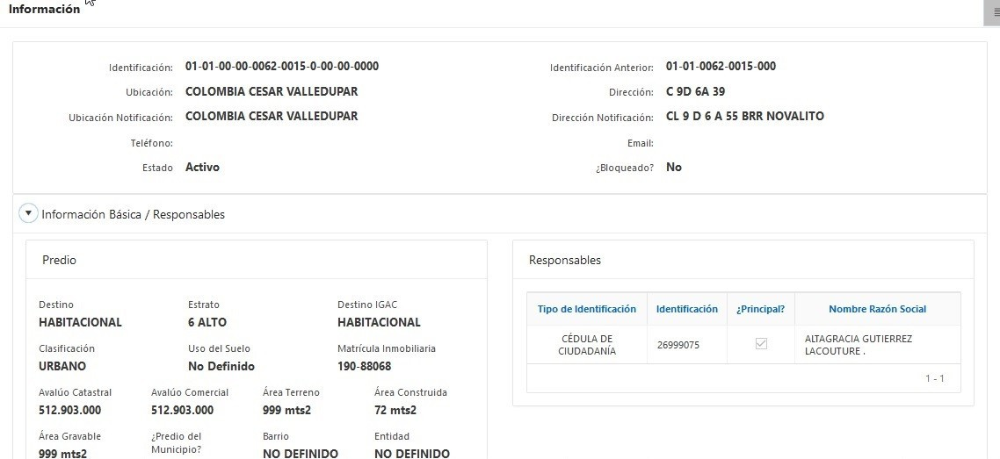 Información
Identificación: 01-01-00-00-0062-0015-0-00-00-0000 Identificación Anterior: 01-01-0062-0015-000
Ubicación: COLOMBIA CESAR VALLEDUPAR Dirección: C 9D 6A 39
Ubicación Notificación: COLOMBIA CESAR VALLEDUPAR Dirección Notificación: CL 9 D 6 A 55 BRR NOVALITO
Teléfono: Email:
Estado Activo ¿Bloqueado? No
Información Básica / Responsables
Predio
Destino Estrato Destino IGAC
HABITACIONAL 6 ALTO HABITACIONAL
Clasificación Uso del Suelo Matrícula Inmobiliaria
URBANO No Definido 190-88068
Avalúo Catastral Avalúo Comercial Área Terreno Área Construida
512.903.000 512.903.000 999 mts2 72 mts2
Área Gravable ¿Predio del Municipio? Barrio Entidad
999 mts2 NO DEFINIDO NO DEFINIDO
Responsables
Tipo de Identificación Identificación ¿Principal? Nombre Razón Social
CÉDULA DE CIUDADANÍA 26999075 ALTAGRACIA GUTIERREZ LACOUTURE .
1 - 1